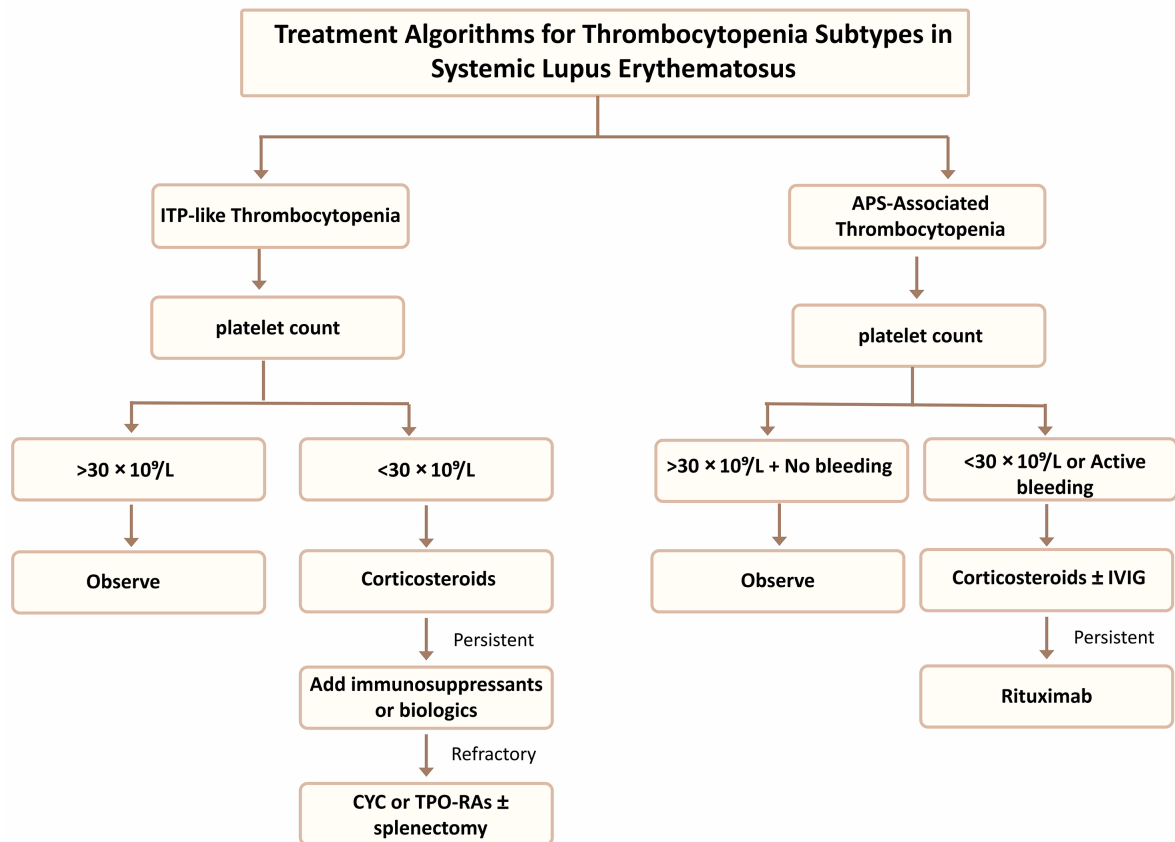 Treatment Algorithms for Thrombocytopenia Subtypes in
Systemic Lupus Erythematosus
ITP-like Thrombocytopenia
platelet count
>30 × 10⁹/L
<30 × 10⁹/L
Observe
Corticosteroids
Persistent
Add immunosuppressants
or biologics
Refractory
CYC or TPO-RAs ±
splenectomy
APS-Associated
Thrombocytopenia
platelet count
>30 × 10⁹/L + No bleeding
<30 × 10⁹/L or Active
bleeding
Observe
Corticosteroids ± IVIG
Persistent
Rituximab